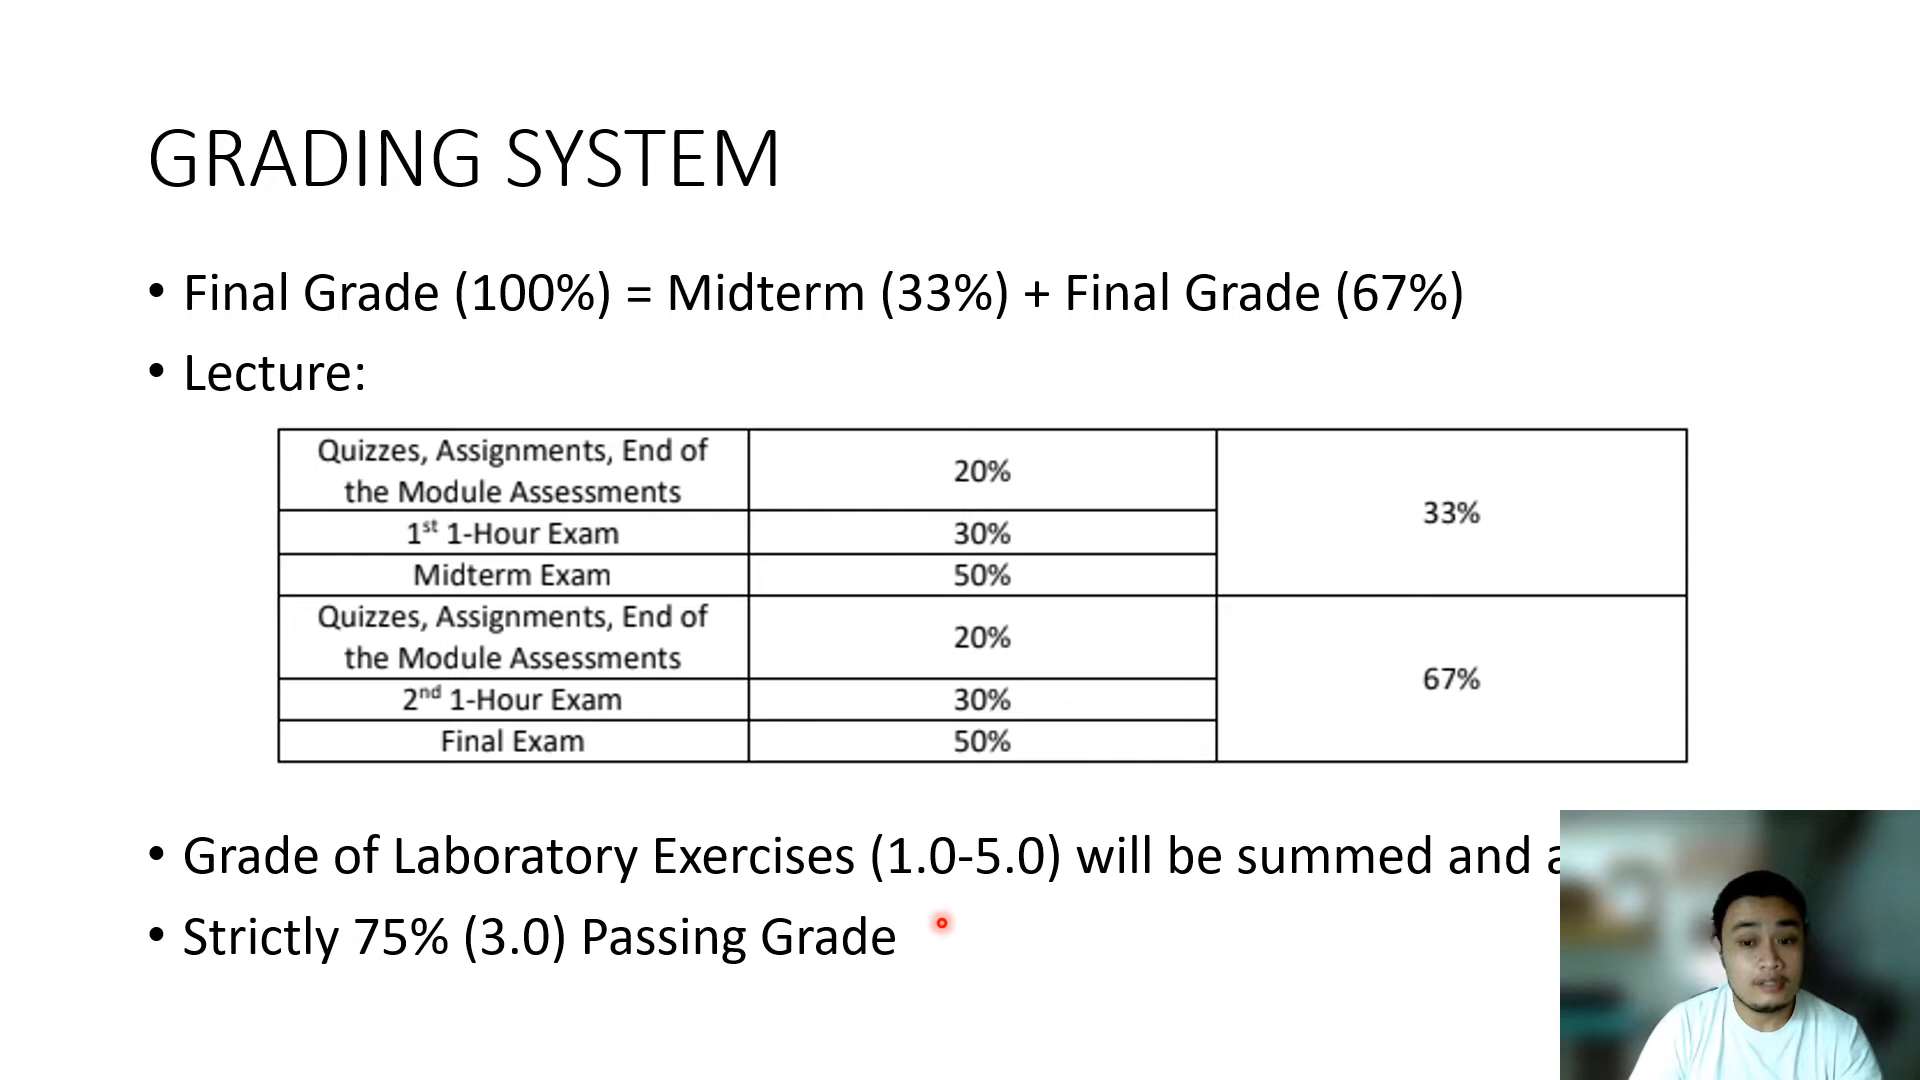 GRADING SYSTEM
• Final Grade (100%) = Midterm (33%) + Final Grade (67%)
• Lecture:
Quizzes, Assignments, End of
the Module Assessments
20%
33%
1st 1-Hour Exam
30%
Midterm Exam
50%
Quizzes, Assignments, End of
the Module Assessments
20%
67%
2nd 1-Hour Exam
30%
Final Exam
50%
• Grade of Laboratory Exercises (1.0-5.0) will be summed and
• Strictly 75% (3.0) Passing Grade